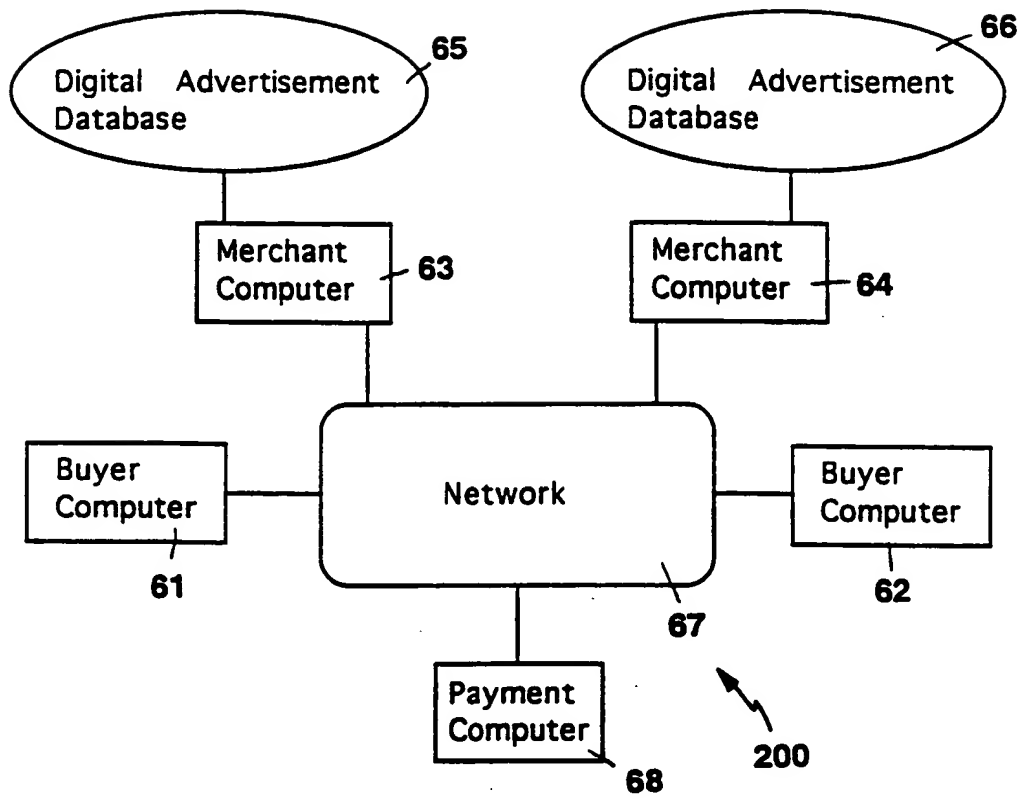 65
Digital Advertisement
Database
66
Digital Advertisement
Database
Merchant
Computer
63
Merchant
Computer
64
Buyer
Computer
61
Network
67
Buyer
Computer
62
Payment
Computer
68
200